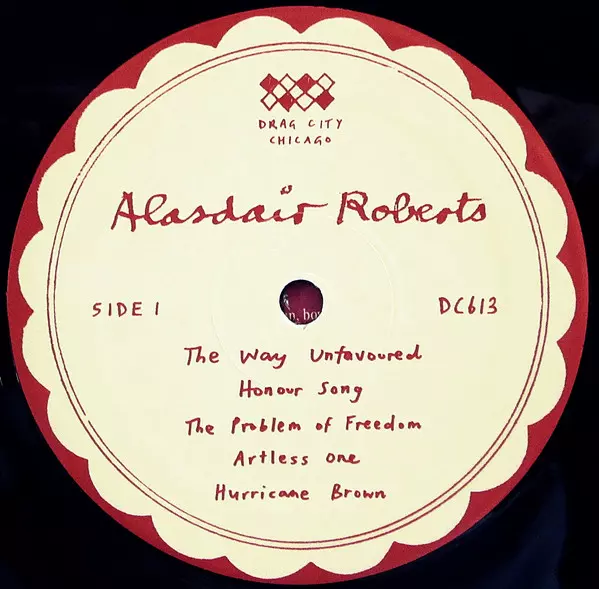 DRAG CITY
CHICAGO
Alasdair Roberts
SIDE 1
DC613
The Way Unfavoured
Honour Song
The Problem of Freedom
Artless One
Hurricane Brown